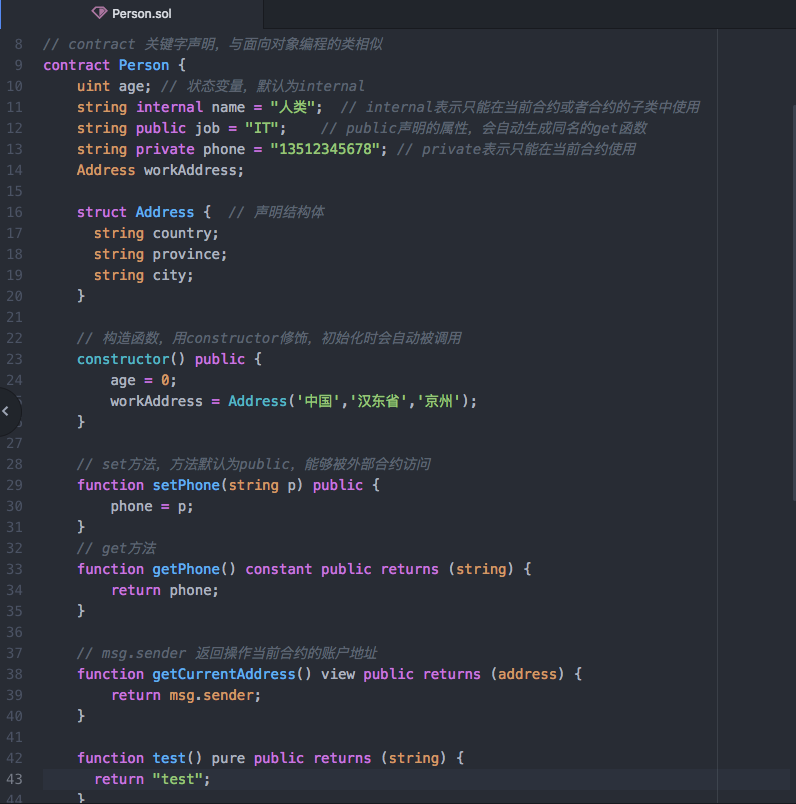 Person.sol
8 // contract 关键字声明，与面向对象编程的类相似
9 contract Person {
10 uint age; // 状态变量，默认为internal
11 string internal name = "人类"; // internal表示只能在当前合约或者合约的子类中使用
12 string public job = "IT"; // public声明的属性，会自动生成同名的get函数
13 string private phone = "13512345678"; // private表示只能在当前合约使用
14 Address workAddress;
15
16 struct Address { // 声明结构体
17 string country;
18 string province;
19 string city;
20 }
21
22 // 构造函数，用constructor修饰，初始化时会自动被调用
23 constructor() public {
24 age = 0;
workAddress = Address('中国','汉东省','京州');
}
27
28 // set方法，方法默认为public，能够被外部合约访问
29 function setPhone(string p) public {
30 phone = p;
31 }
32 // get方法
33 function getPhone() constant public returns (string) {
34 return phone;
35 }
36
37 // msg.sender 返回操作当前合约的账户地址
38 function getCurrentAddress() view public returns (address) {
39 return msg.sender;
40 }
41
42 function test() pure public returns (string) {
43 return "test";
44 }